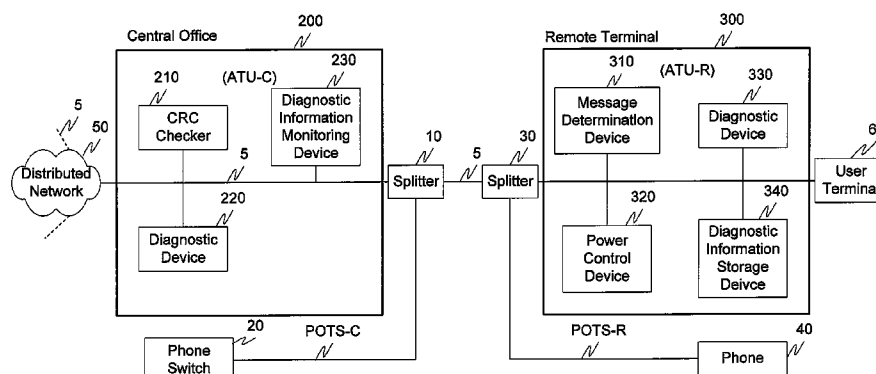 200
300
Central Office
Remote Terminal
210
(ATU-C)
230
310
(ATU-R)
330
CRC
Checker
Diagnostic
Information
Monitoring
Device
Message
Determination
Device
Diagnostic
Device
5
50
10
5
30
6
Distributed
Network
5
Splitter
Splitter
User
Terminal
220
320
340
Diagnostic
Device
Power
Control
Device
Diagnostic
Information
Storage
Deivce
20
POTS-C
POTS-R
40
Phone
Switch
Phone